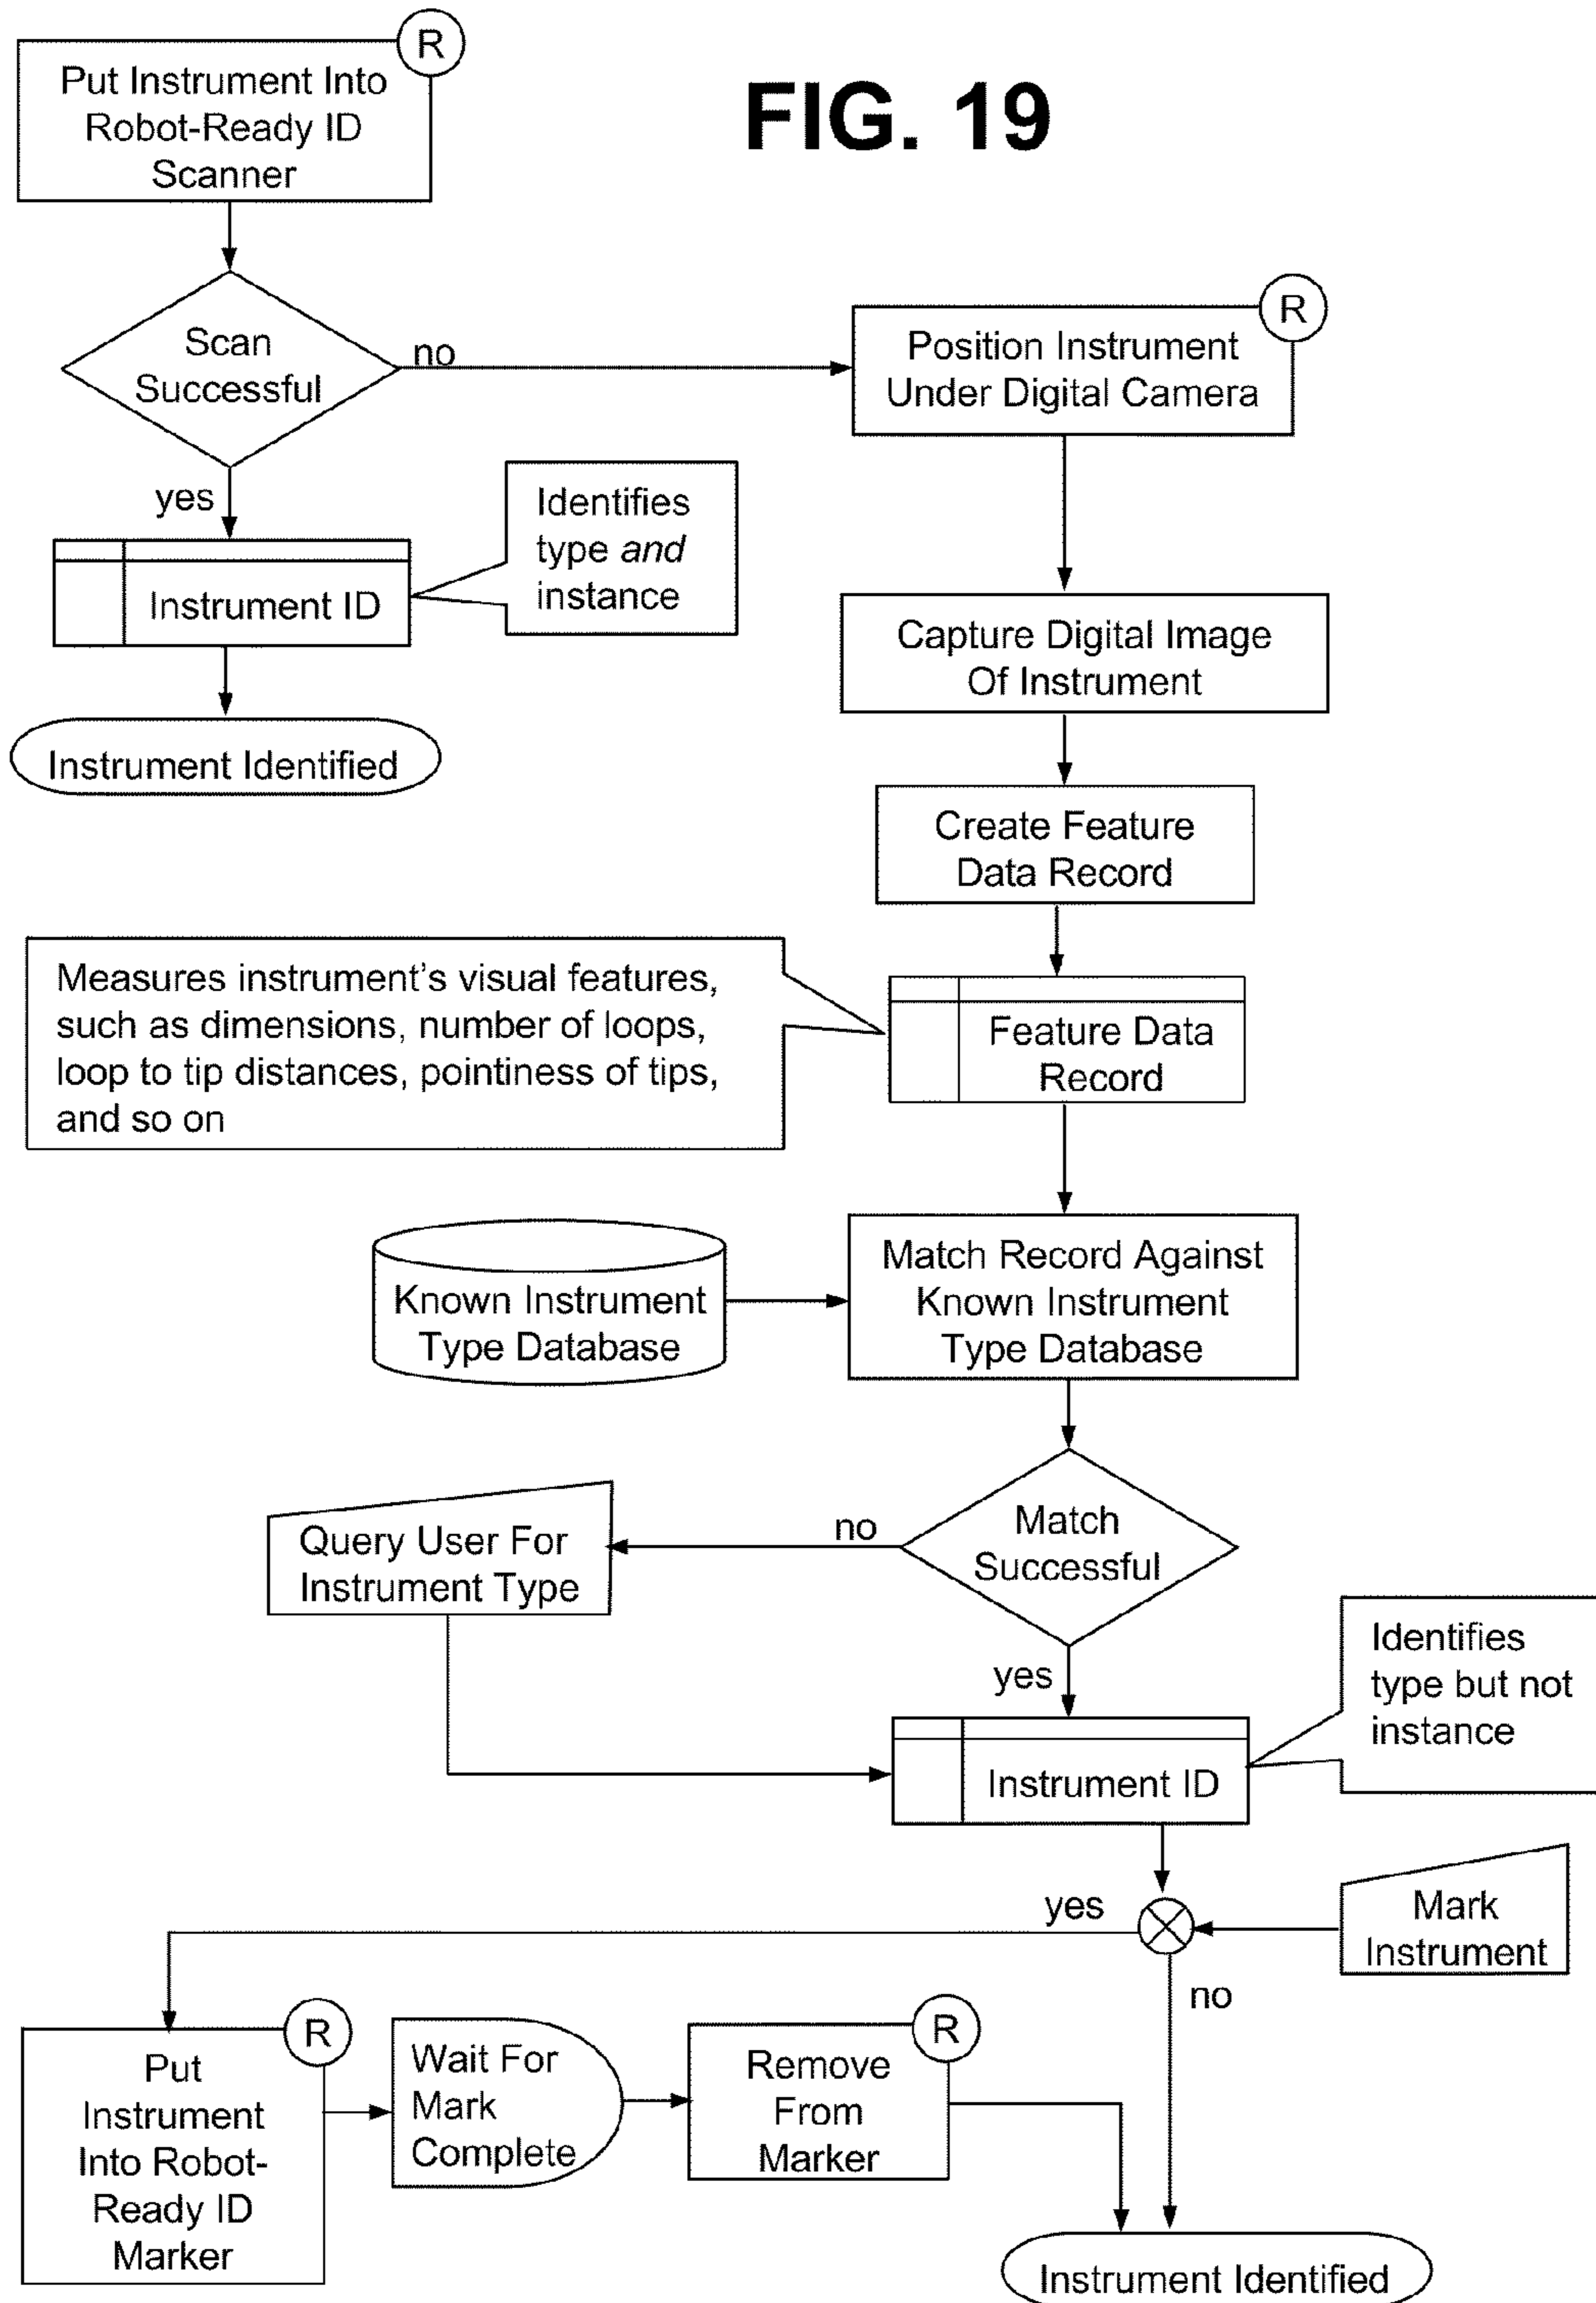 R
Put Instrument Into
Robot-Ready ID
Scanner
FIG. 19
Scan
Successful
no
R
Position Instrument
Under Digital Camera
yes
Identifies
type and
instance
Instrument ID
Instrument Identified
Capture Digital Image
Of Instrument
Create Feature
Data Record
Measures instrument's visual features,
such as dimensions, number of loops,
loop to tip distances, pointiness of tips,
and so on
Feature Data
Record
Known Instrument
Type Database
Match Record Against
Known Instrument
Type Database
Match
Successful
no
Query User For
Instrument Type
yes
Identifies
type but not
instance
Instrument ID
Mark
Instrument
yes
no
R
Put
Instrument
Into Robot-
Ready ID
Marker
Wait For
Mark
Complete
R
Remove
From
Marker
Instrument Identified